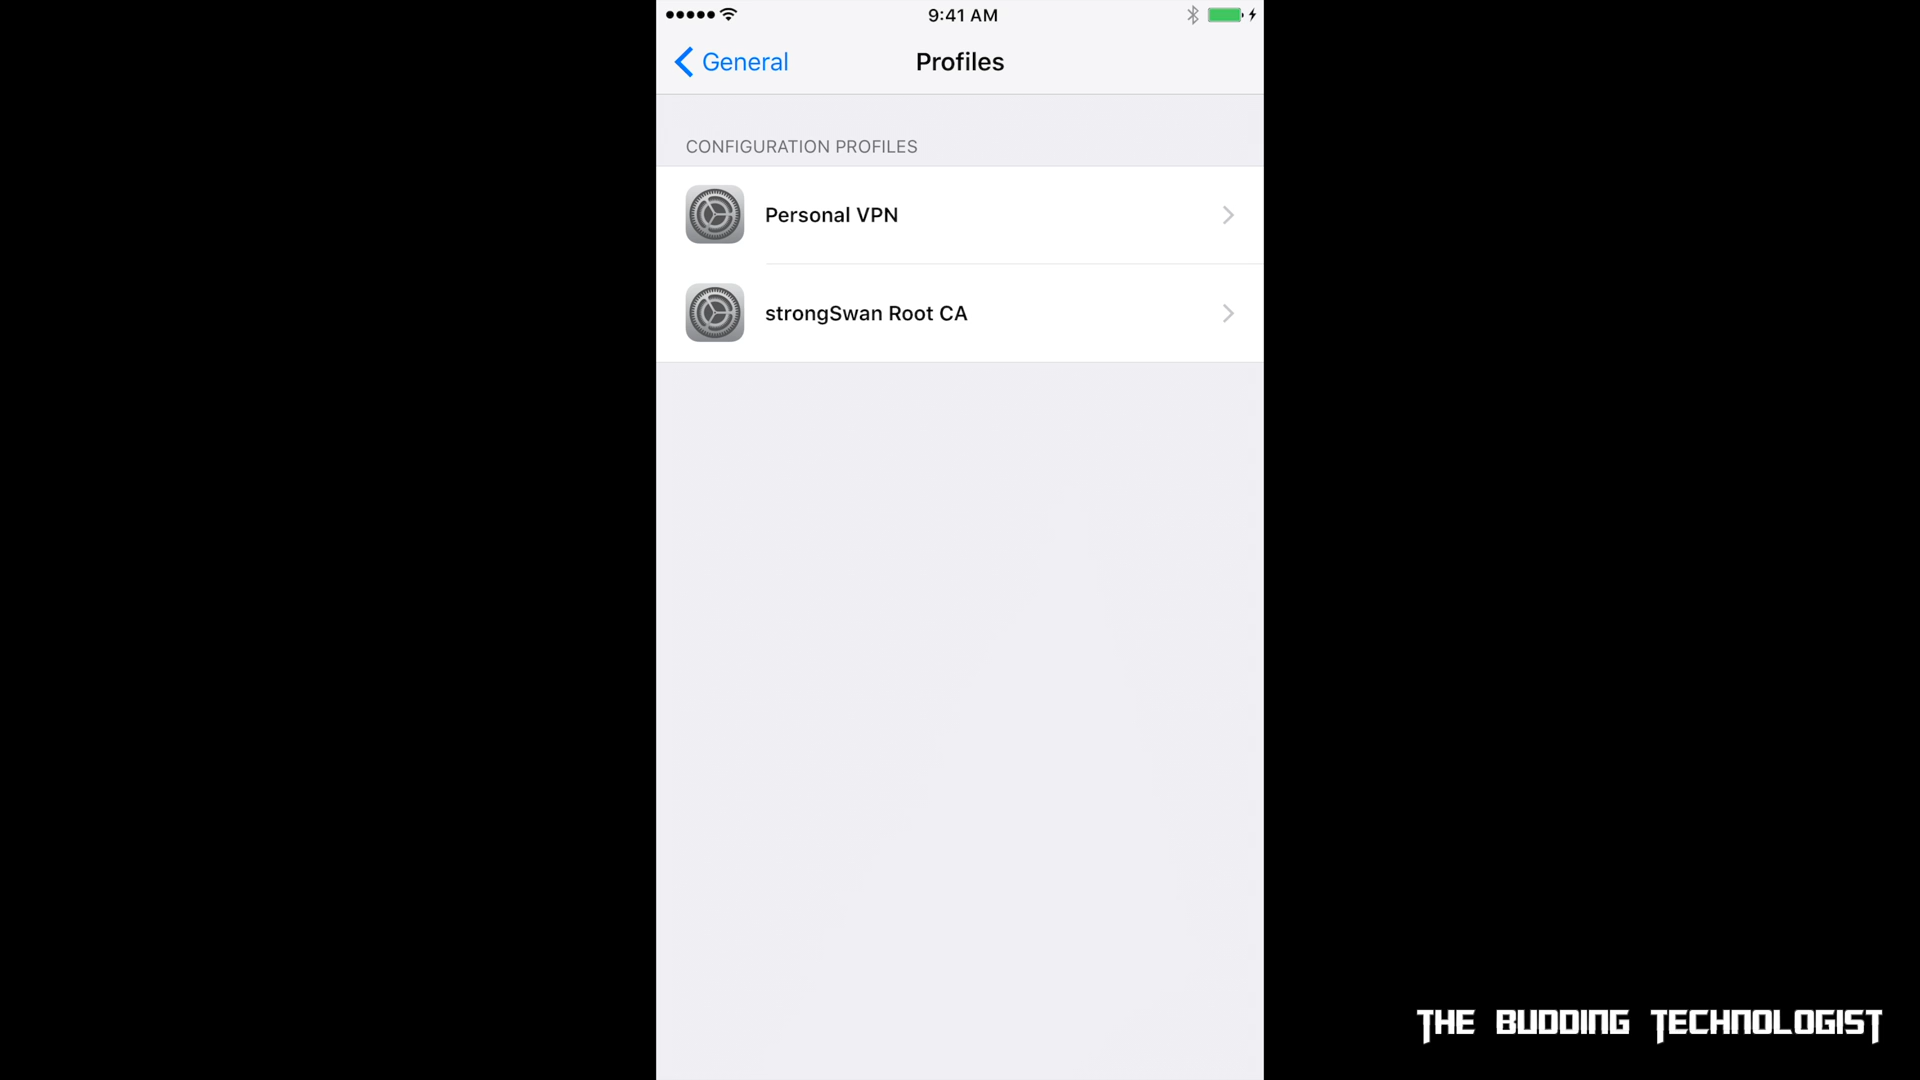 9:41 AM
General
Profiles
CONFIGURATION PROFILES
Personal VPN
strongSwan Root CA
THE BUDDING TECHNOLOGIST